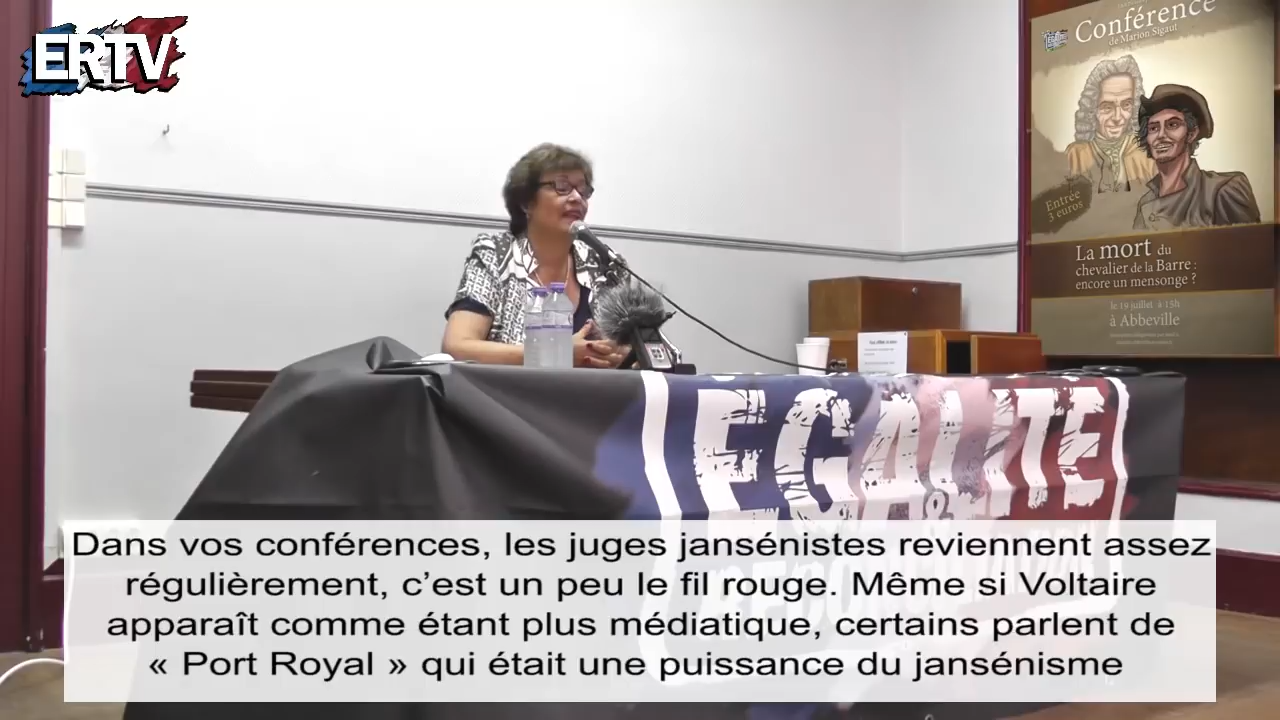 ERTV
Conférence
de Marion Sigaut
Entrée
3 euros
La mort du
chevalier de la Barre :
encore un mensonge ?
le 19 juillet à 15h
à Abbeville
EGALITE
&
Dans vos conférences, les juges jansénistes reviennent assez
régulièrement, c’est un peu le fil rouge. Même si Voltaire
apparaît comme étant plus médiatique, certains parlent de
« Port Royal » qui était une puissance du jansénisme